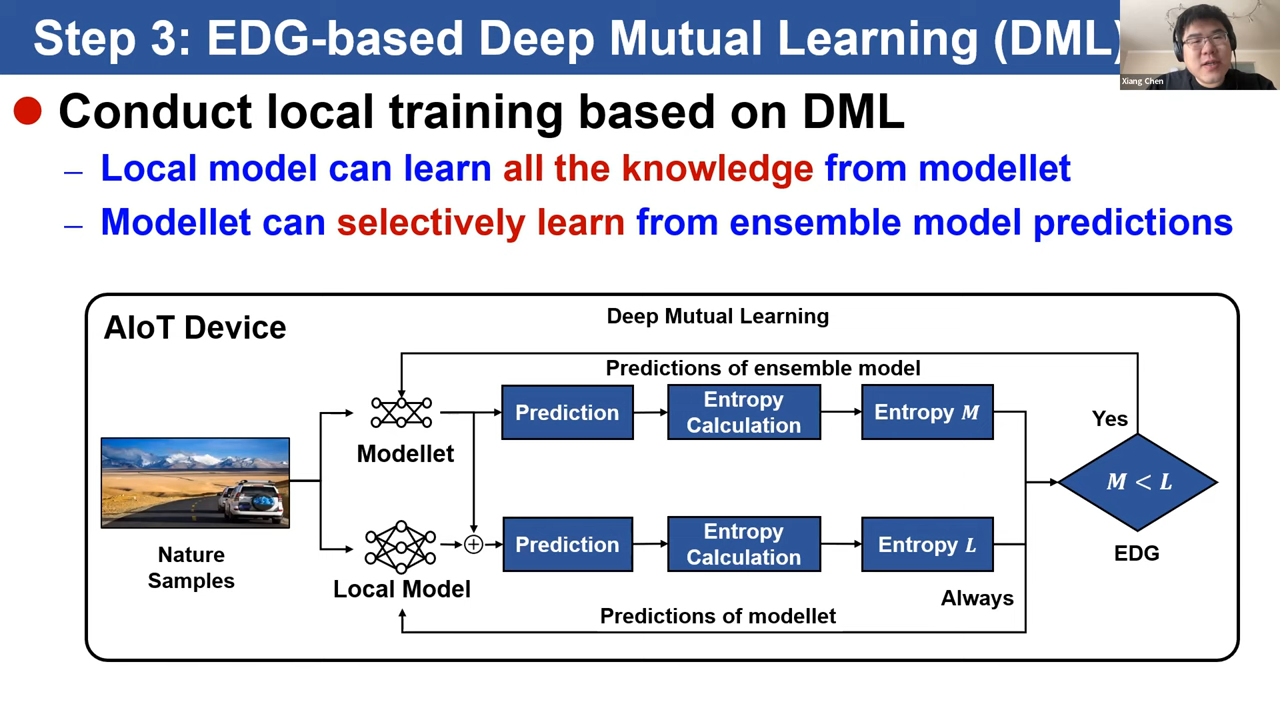 Step 3: EDG-based Deep Mutual Learning (DML)
Xiang Chen
Conduct local training based on DML
– Local model can learn all the knowledge from modellet
– Modellet can selectively learn from ensemble model predictions
AIoT Device
Deep Mutual Learning
Predictions of ensemble model
Prediction
Entropy
Calculation
Entropy M
Yes
Modellet
M < L
EDG
Nature
Samples
Local Model
Prediction
Entropy
Calculation
Entropy L
Always
Predictions of modellet